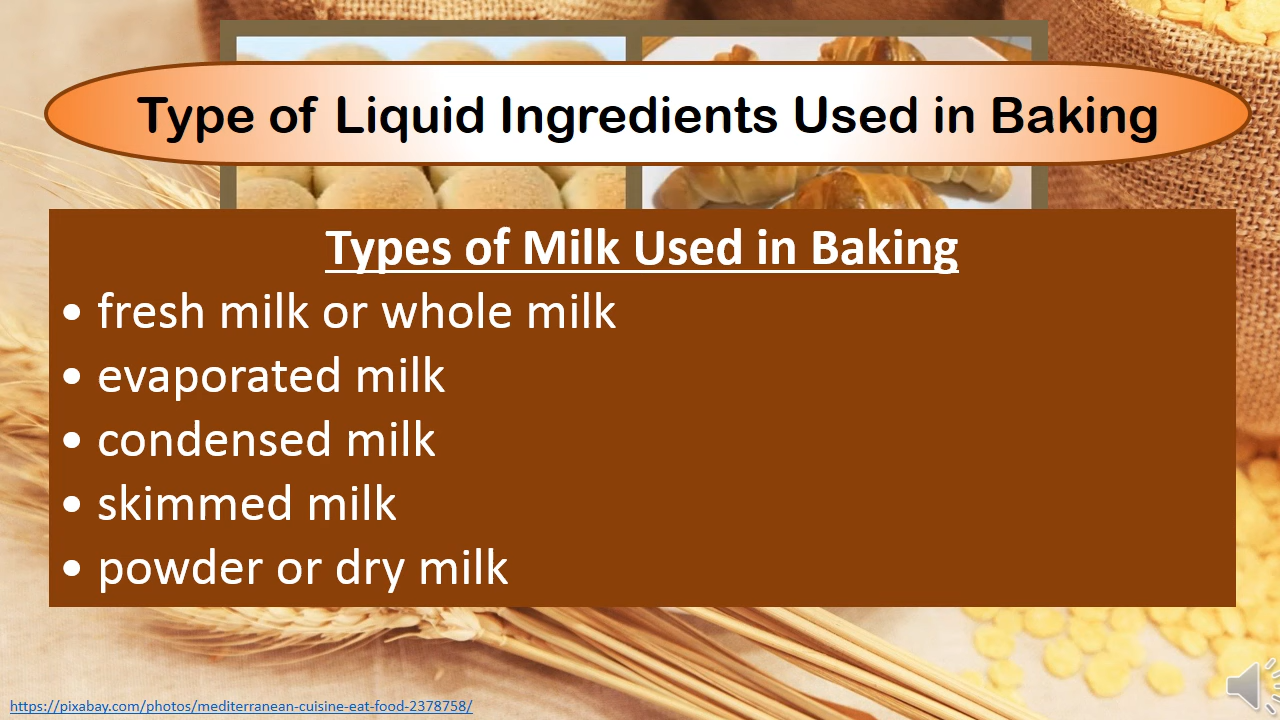 Type of Liquid Ingredients Used in Baking
Types of Milk Used in Baking
• fresh milk or whole milk
• evaporated milk
• condensed milk
• skimmed milk
• powder or dry milk
https://pixabay.com/photos/mediterranean-cuisine-eat-food-2378758/